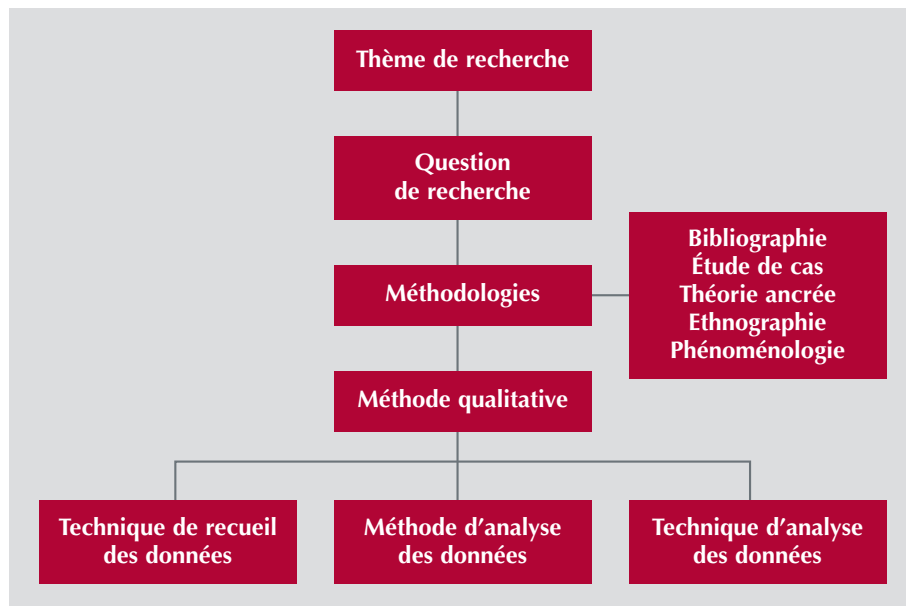 Thème de recherche
Question
de recherche
Méthodologies
Bibliographie
Étude de cas
Théorie ancrée
Ethnographie
Phénoménologie
Méthode qualitative
Technique de recueil
des données
Méthode d'analyse
des données
Technique d'analyse
des données